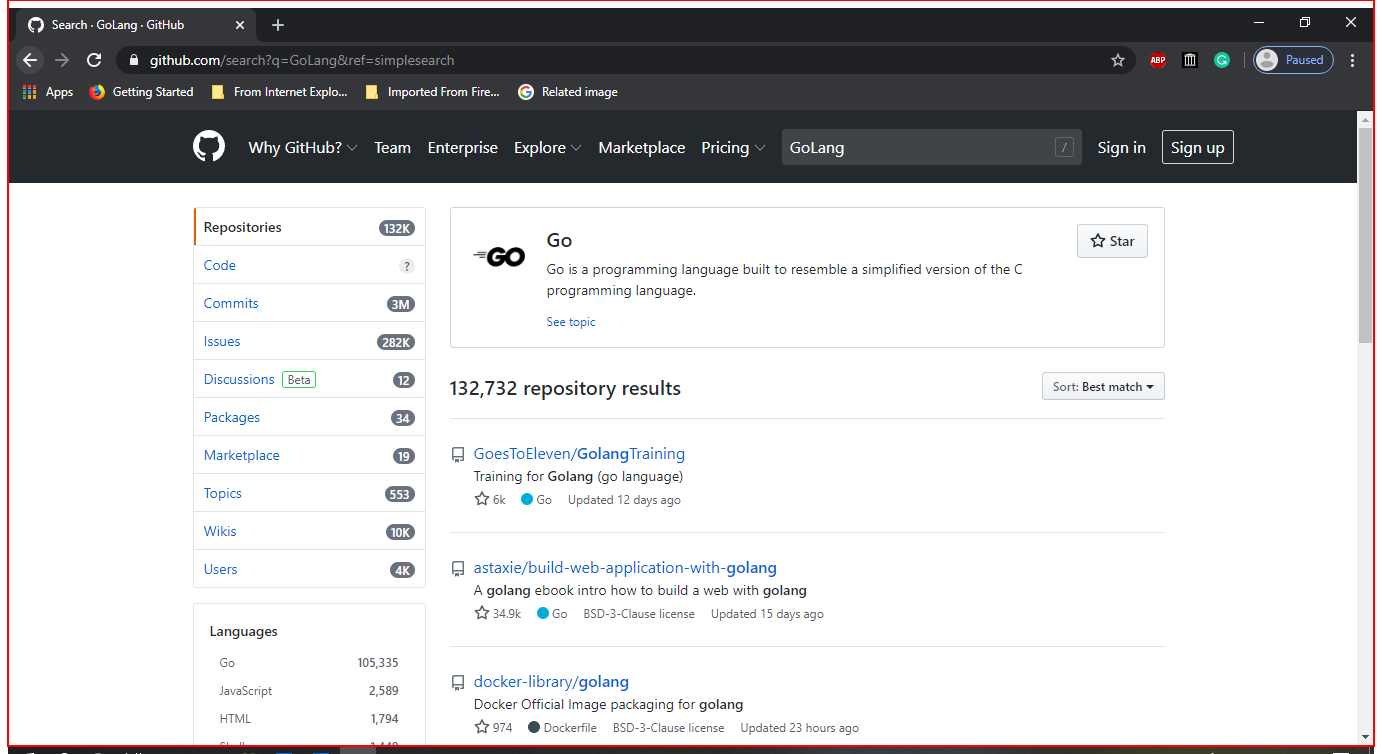 Search · GoLang · GitHub
github.com/search?q=GoLang&ref=simplesearch
ABP
G
Paused
Apps
Getting Started
From Internet Explo...
Imported From Fire...
Related image
Why GitHub?
Team
Enterprise
Explore
Marketplace
Pricing
GoLang
/
Sign in
Sign up
Repositories 132K
Code ?
Commits 3M
Issues 282K
Discussions Beta 12
Packages 34
Marketplace 19
Topics 553
Wikis 10K
Users 4K
Languages
Go 105,335
JavaScript 2,589
HTML 1,794
GO
Go
Star
Go is a programming language built to resemble a simplified version of the C
programming language.
See topic
132,732 repository results
Sort: Best match
GoesToEleven/GolangTraining
Training for Golang (go language)
6k Go Updated 12 days ago
astaxie/build-web-application-with-golang
A golang ebook intro how to build a web with golang
34.9k Go BSD-3-Clause license Updated 15 days ago
docker-library/golang
Docker Official Image packaging for golang
974 Dockerfile BSD-3-Clause license Updated 23 hours ago